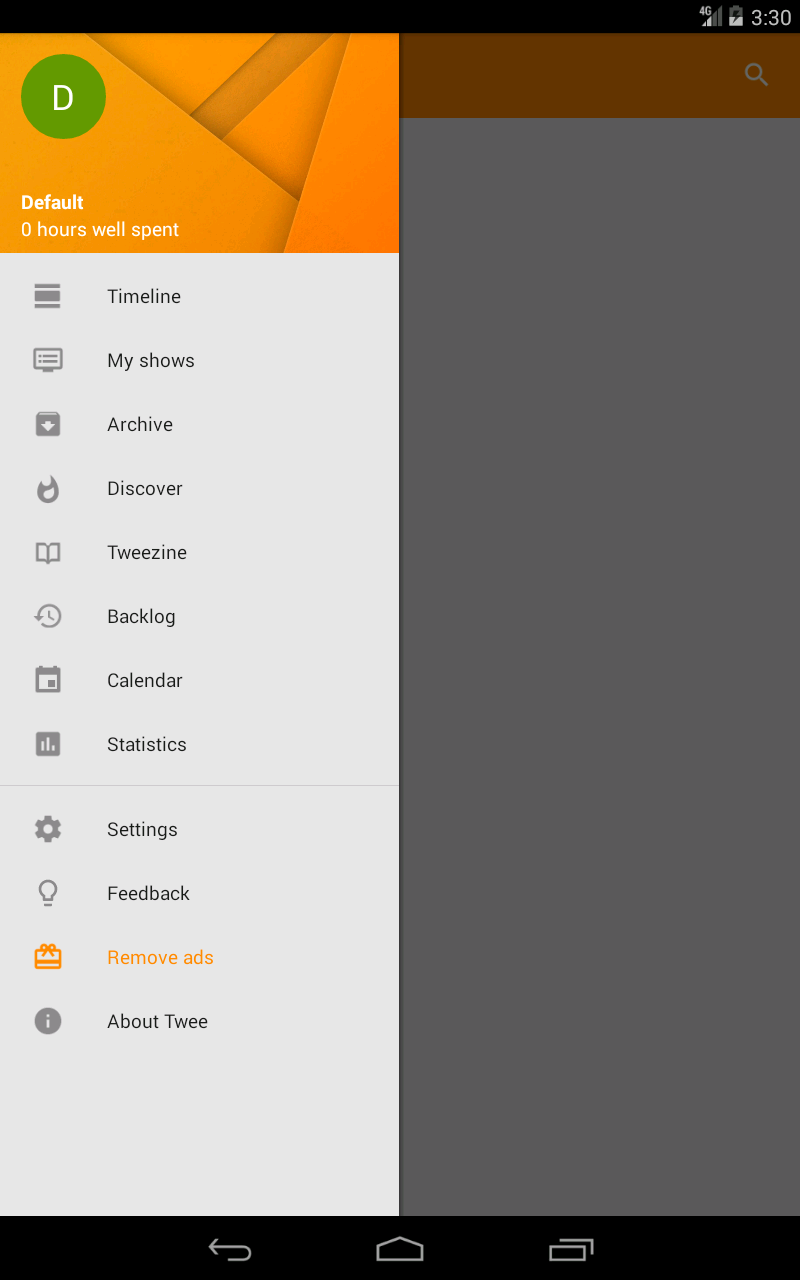 4G 3:30
D
Default
0 hours well spent
Timeline
My shows
Archive
Discover
Tweezine
Backlog
Calendar
Statistics
Settings
Feedback
Remove ads
About Twee